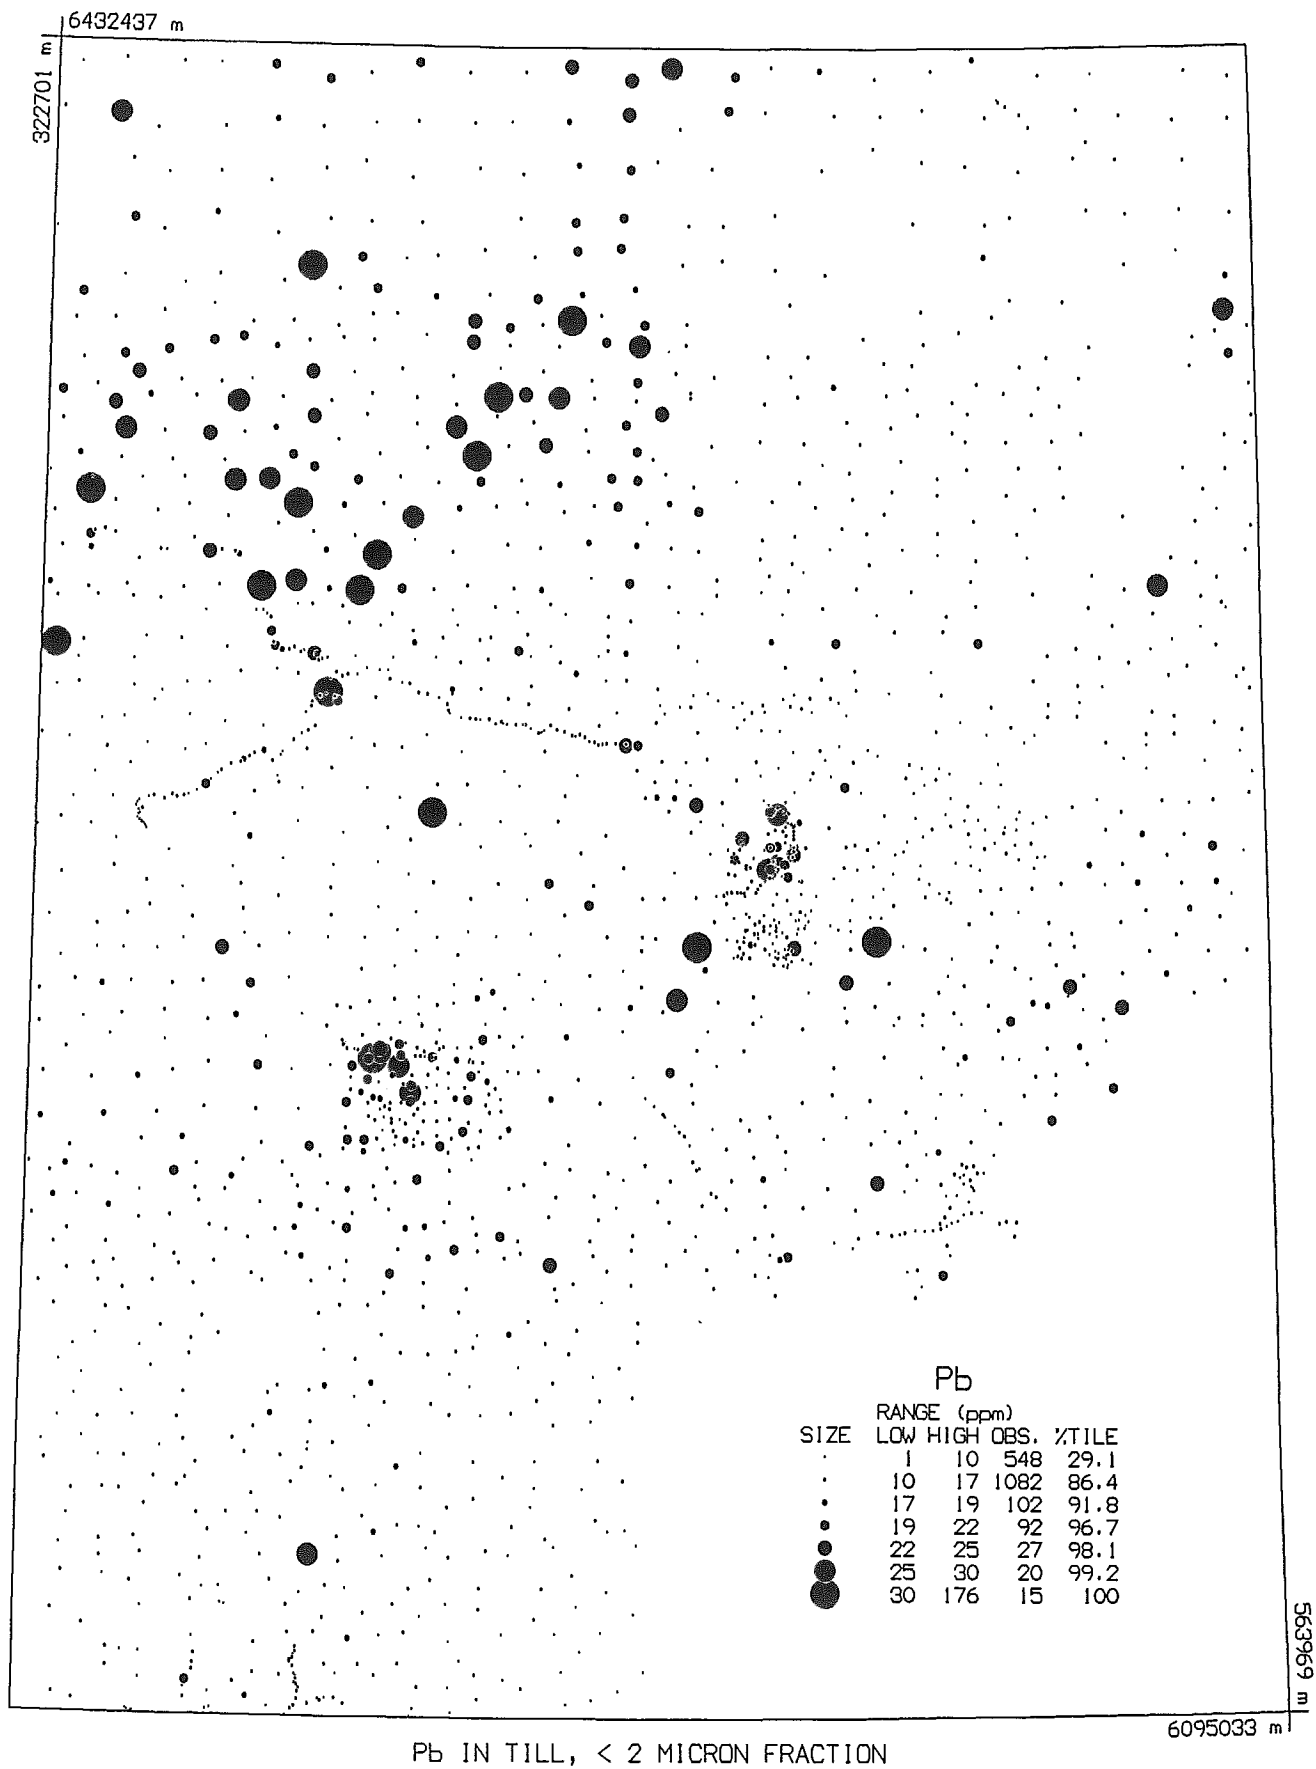 6432437 m
322701 m
Pb
RANGE (ppm)
SIZE LOW HIGH OBS. %TILE
1 10 548 29.1
10 17 1082 86.4
17 19 102 91.8
19 22 92 96.7
22 25 27 98.1
25 30 20 99.2
30 176 15 100
563969 m
6095033 m
Pb IN TILL, < 2 MICRON FRACTION